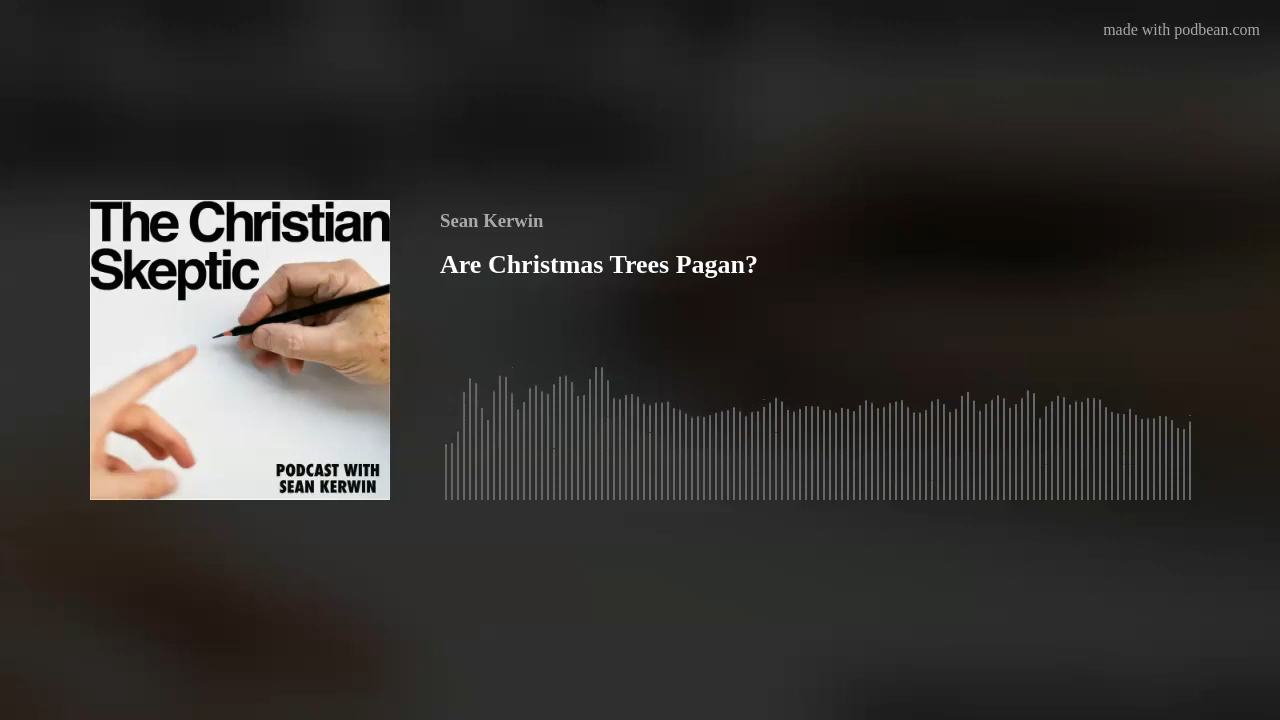 made with podbean.com
The Christian
Skeptic
PODCAST WITH
SEAN KERWIN
Sean Kerwin
Are Christmas Trees Pagan?